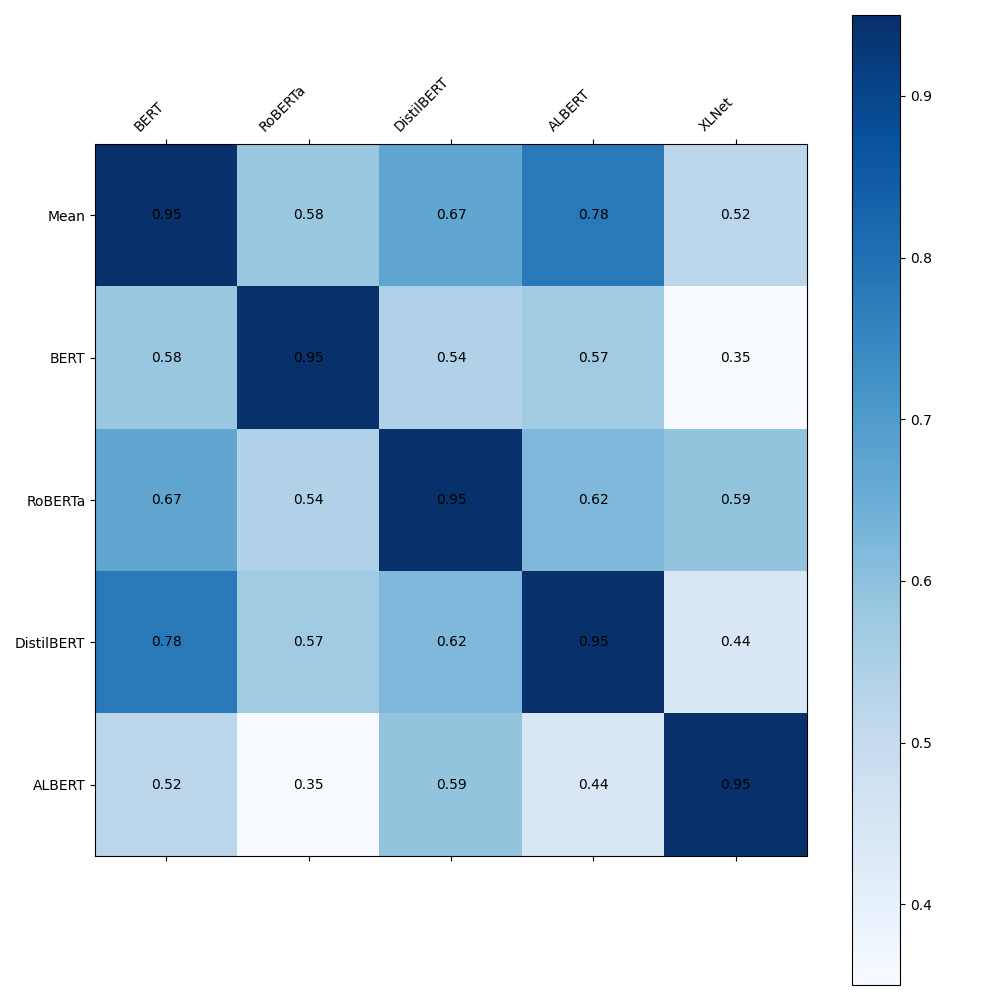 BERT RoBERTa DistilBERT ALBERT XLNet
Mean 0.95 0.58 0.67 0.78 0.52
BERT 0.58 0.95 0.54 0.57 0.35
RoBERTa 0.67 0.54 0.95 0.62 0.59
DistilBERT 0.78 0.57 0.62 0.95 0.44
ALBERT 0.52 0.35 0.59 0.44 0.95
0.9
0.8
0.7
0.6
0.5
0.4